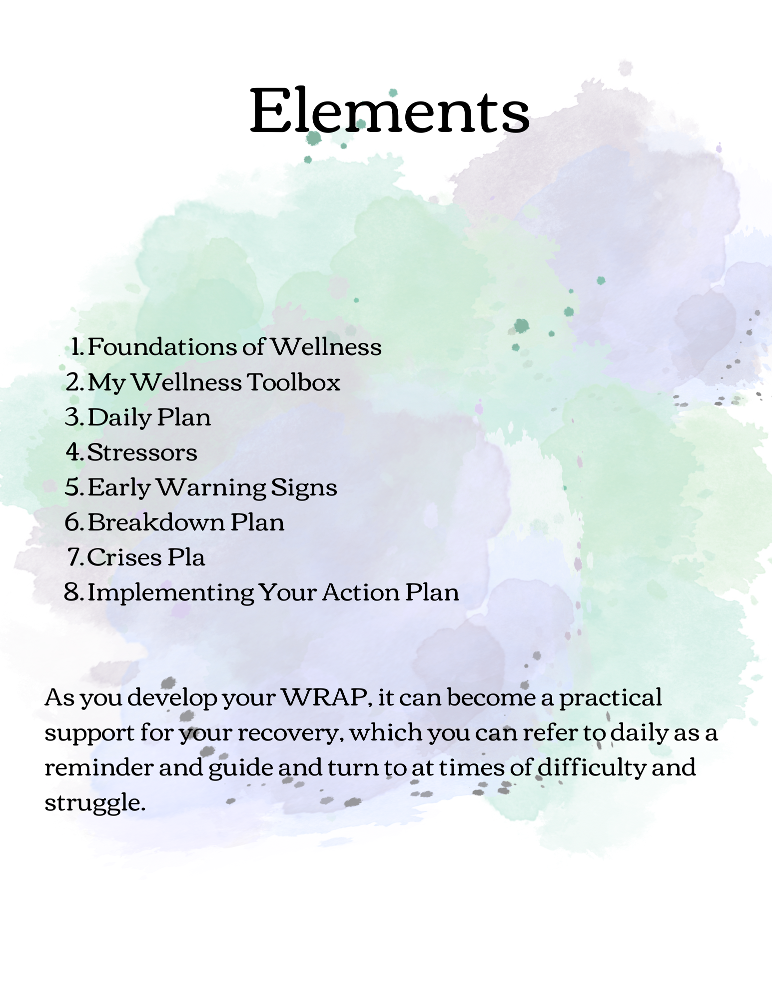 Elements
1. Foundations of Wellness
2. My Wellness Toolbox
3. Daily Plan
4. Stressors
5. Early Warning Signs
6. Breakdown Plan
7. Crises Pla
8. Implementing Your Action Plan
As you develop your WRAP, it can become a practical
support for your recovery, which you can refer to daily as a
reminder and guide and turn to at times of difficulty and
struggle.